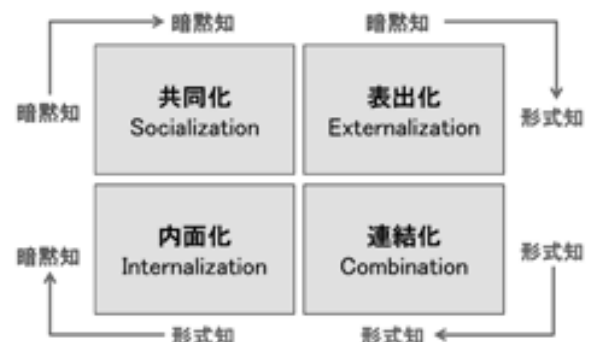 暗黙知
暗黙知
暗黙知
共同化
Socialization
表出化
Externalization
形式知
暗黙知
内面化
Internalization
連結化
Combination
形式知
形式知
形式知